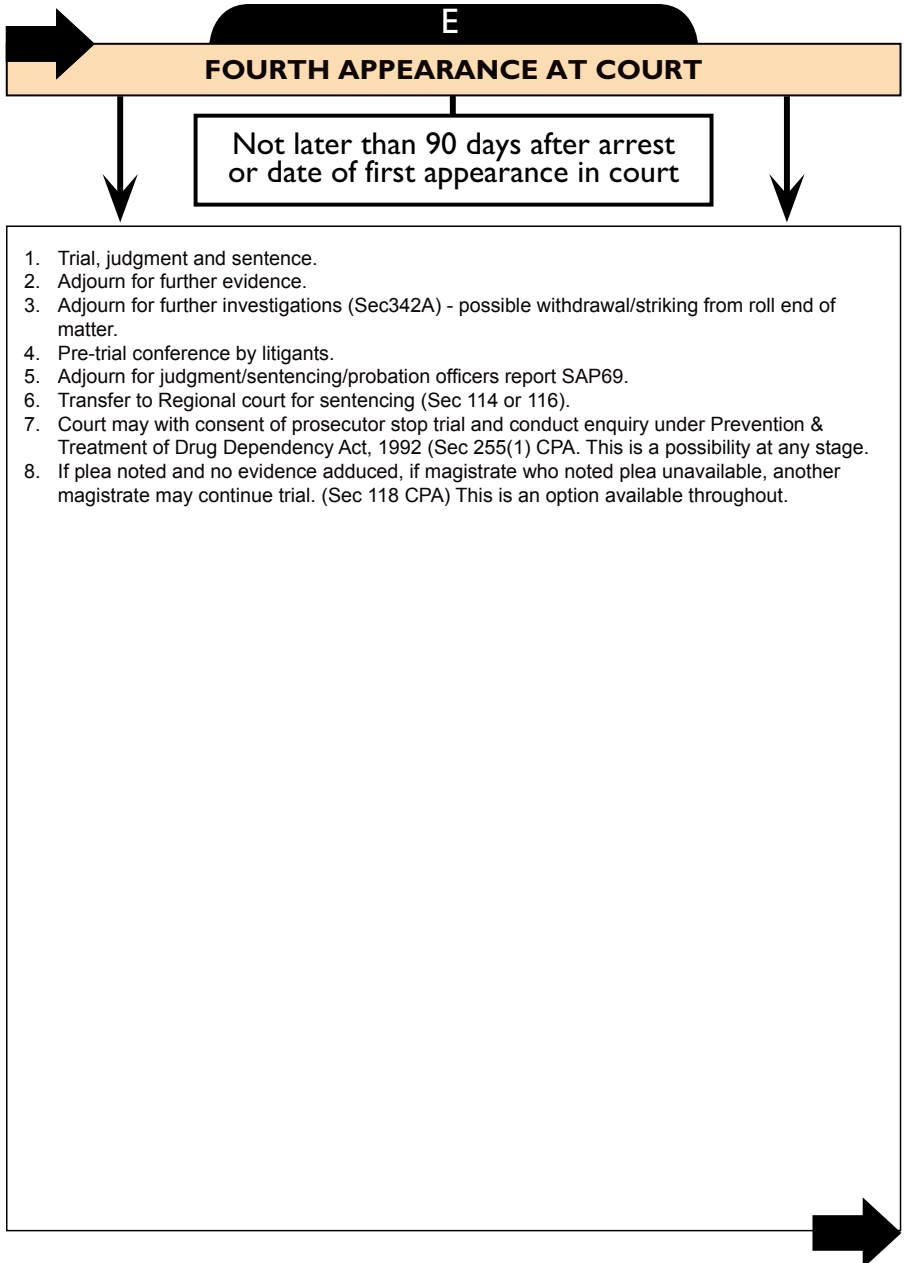 E
FOURTH APPEARANCE AT COURT
Not later than 90 days after arrest
or date of first appearance in court
1. Trial, judgment and sentence.
2. Adjourn for further evidence.
3. Adjourn for further investigations (Sec342A) - possible withdrawal/striking from roll end of
matter.
4. Pre-trial conference by litigants.
5. Adjourn for judgment/sentencing/probation officers report SAP69.
6. Transfer to Regional court for sentencing (Sec 114 or 116).
7. Court may with consent of prosecutor stop trial and conduct enquiry under Prevention &
Treatment of Drug Dependency Act, 1992 (Sec 255(1) CPA. This is a possibility at any stage.
8. If plea noted and no evidence adduced, if magistrate who noted plea unavailable, another
magistrate may continue trial. (Sec 118 CPA) This is an option available throughout.